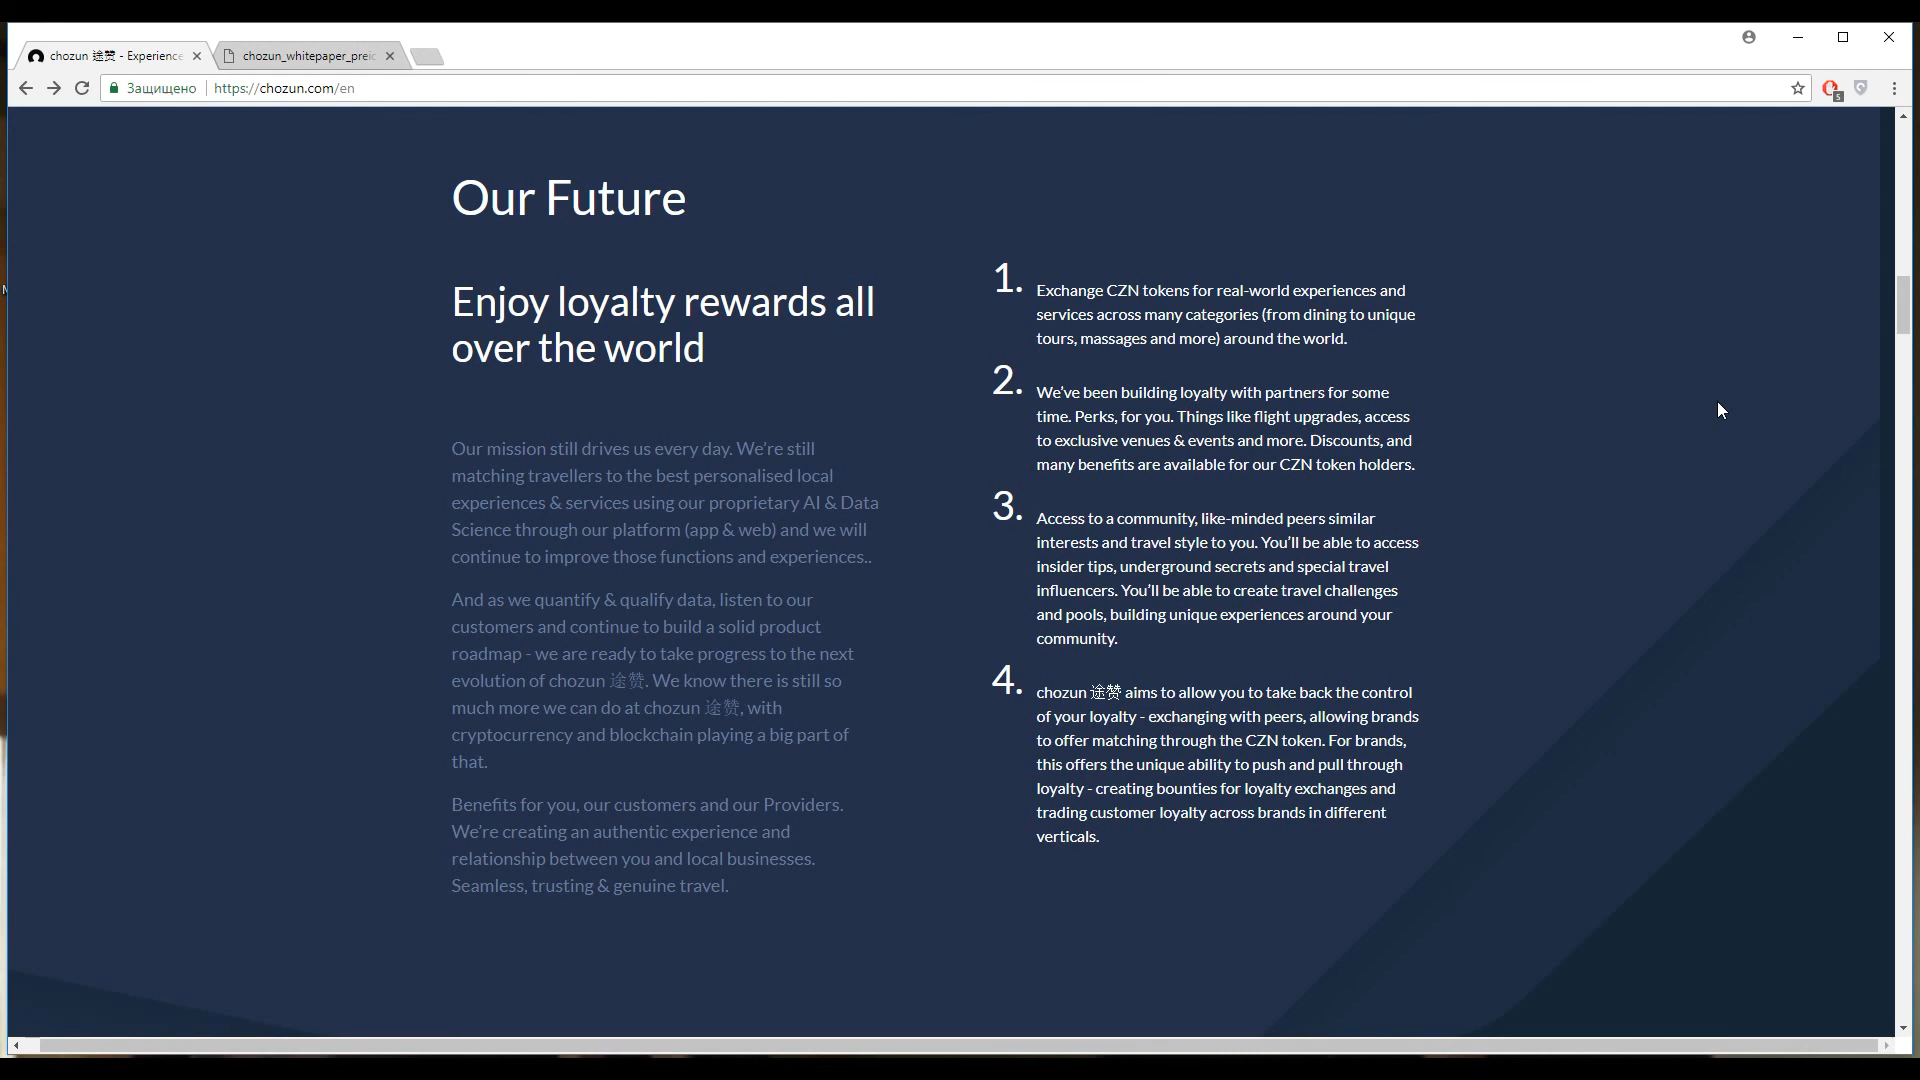 chozun 途赞 - Experience
chozun_whitepaper_preic
Защищено
https://chozun.com/en
5
Our Future
Enjoy loyalty rewards all
over the world
Our mission still drives us every day. We’re still
matching travellers to the best personalised local
experiences & services using our proprietary AI & Data
Science through our platform (app & web) and we will
continue to improve those functions and experiences..
And as we quantify & qualify data, listen to our
customers and continue to build a solid product
roadmap - we are ready to take progress to the next
evolution of chozun 途赞. We know there is still so
much more we can do at chozun 途赞, with
cryptocurrency and blockchain playing a big part of
that.
Benefits for you, our customers and our Providers.
We’re creating an authentic experience and
relationship between you and local businesses.
Seamless, trusting & genuine travel.
1. Exchange CZN tokens for real-world experiences and
services across many categories (from dining to unique
tours, massages and more) around the world.
2. We’ve been building loyalty with partners for some
time. Perks, for you. Things like flight upgrades, access
to exclusive venues & events and more. Discounts, and
many benefits are available for our CZN token holders.
3. Access to a community, like-minded peers similar
interests and travel style to you. You’ll be able to access
insider tips, underground secrets and special travel
influencers. You’ll be able to create travel challenges
and pools, building unique experiences around your
community.
4. chozun 途赞 aims to allow you to take back the control
of your loyalty - exchanging with peers, allowing brands
to offer matching through the CZN token. For brands,
this offers the unique ability to push and pull through
loyalty - creating bounties for loyalty exchanges and
trading customer loyalty across brands in different
verticals.